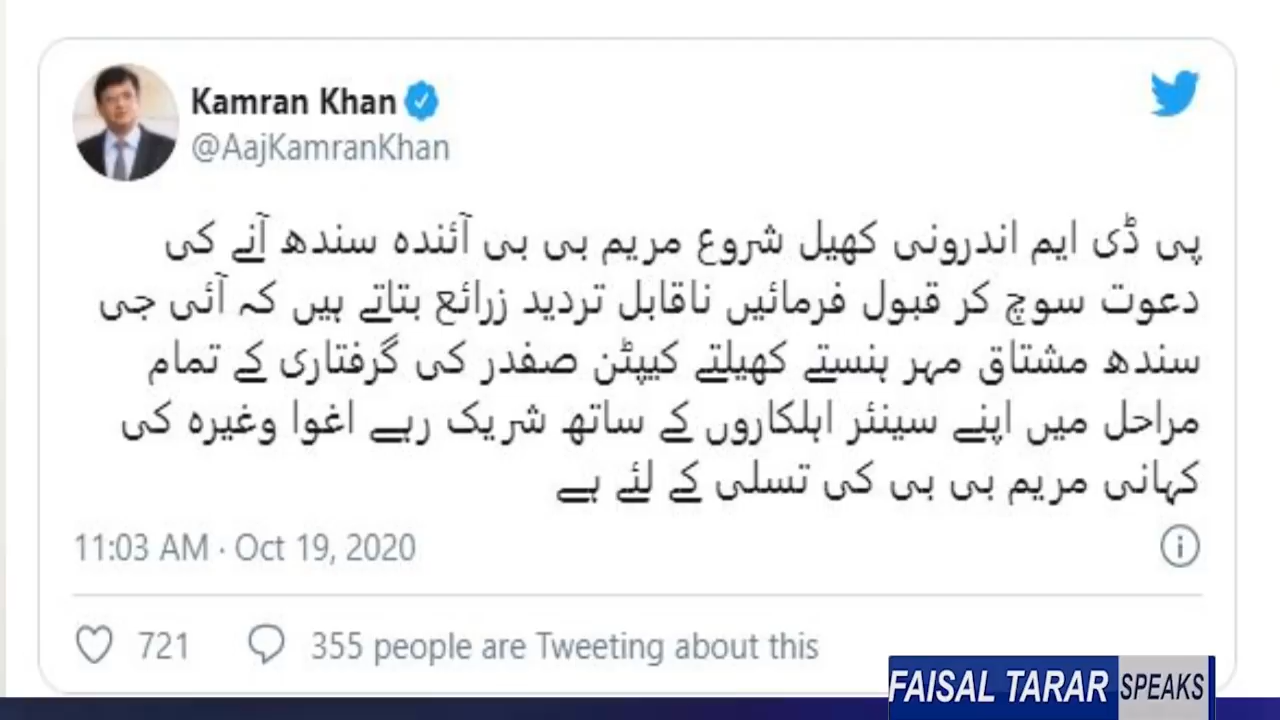 Kamran Khan
@AajKamranKhan
پی ڈی ایم اندرونی کھیل شروع مریم بی بی آئندہ سندھ آنے کی
دعوت سوچ کر قبول فرمائیں ناقابل تردید زرائع بتاتے ہیں کہ آئی جی
سندھ مشتاق مہر ہنستے کھیلتے کیپٹن صفدر کی گرفتاری کے تمام
مراحل میں اپنے سینئر اہلکاروں کے ساتھ شریک رہے اغوا وغیرہ کی
کہانی مریم بی بی کی تسلی کے لئے ہے
11:03 AM · Oct 19, 2020
721 355 people are Tweeting about this
FAISAL TARAR SPEAKS